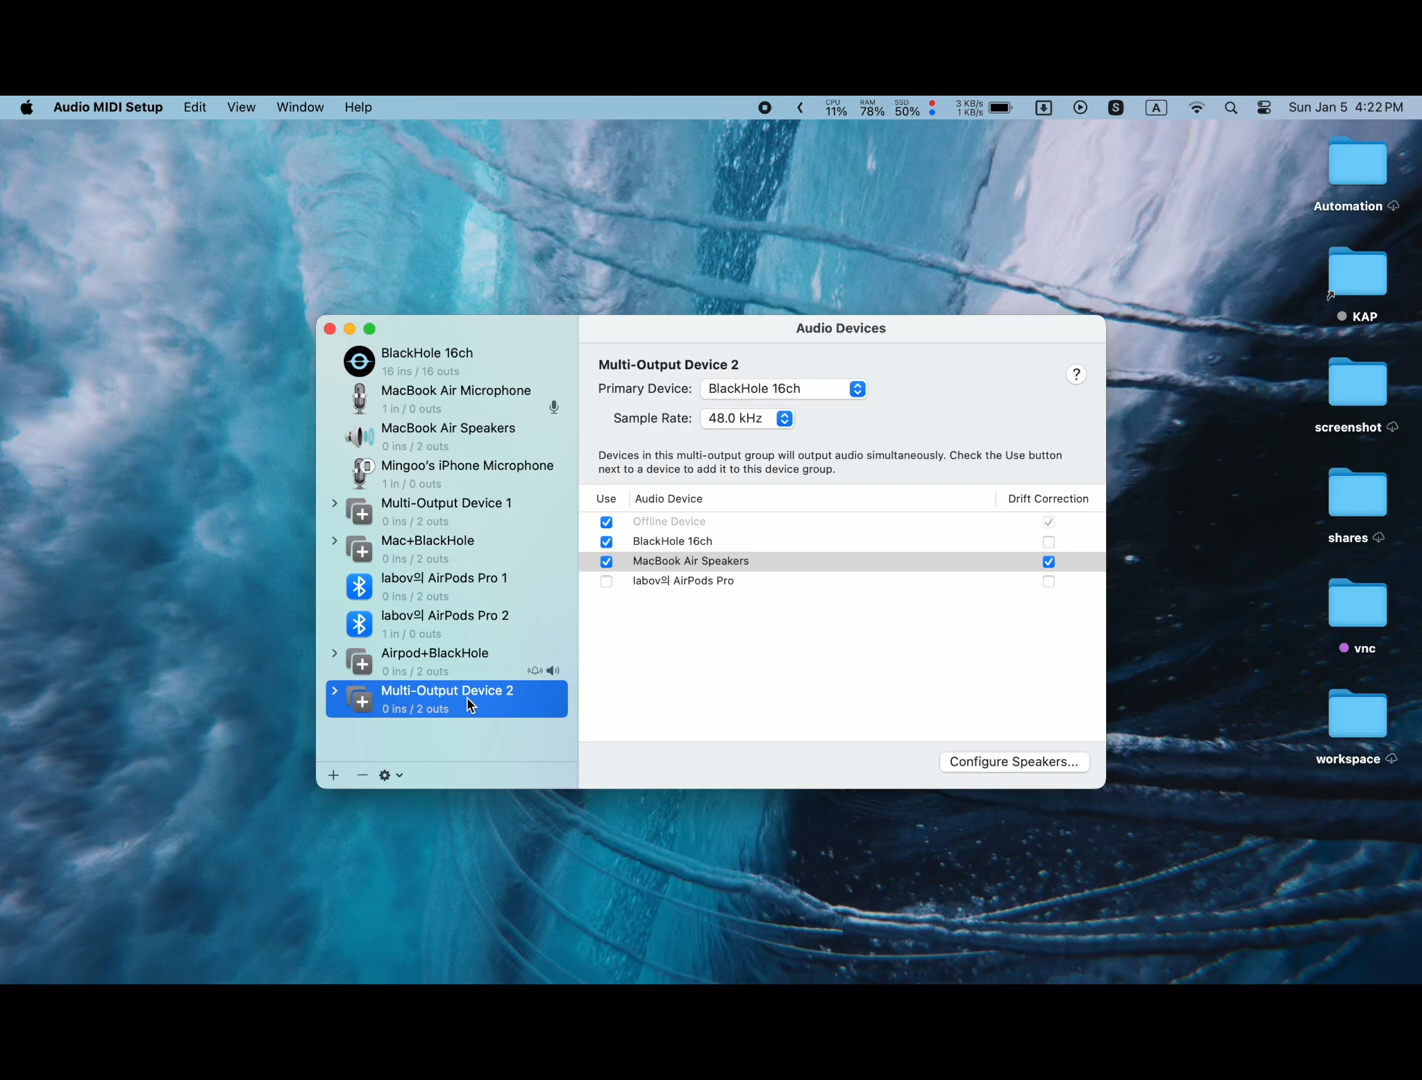 Audio MIDI Setup Edit View Window Help
CPU 11% RAM 78% SSD 50% 3 KB/s 1 KB/s S A Sun Jan 5 4:22 PM
Automation
KAP
screenshot
shares
vnc
workspace
Audio Devices
BlackHole 16ch
16 ins / 16 outs
MacBook Air Microphone
1 in / 0 outs
MacBook Air Speakers
0 ins / 2 outs
Mingoo's iPhone Microphone
1 in / 0 outs
Multi-Output Device 1
0 ins / 2 outs
Mac+BlackHole
0 ins / 2 outs
labov의 AirPods Pro 1
0 ins / 2 outs
labov의 AirPods Pro 2
1 in / 0 outs
Airpod+BlackHole
0 ins / 2 outs
Multi-Output Device 2
0 ins / 2 outs
Multi-Output Device 2
?
Primary Device: BlackHole 16ch
Sample Rate: 48.0 kHz
Devices in this multi-output group will output audio simultaneously. Check the Use button
next to a device to add it to this device group.
Use Audio Device Drift Correction
Offline Device
BlackHole 16ch
MacBook Air Speakers
labov의 AirPods Pro
Configure Speakers...